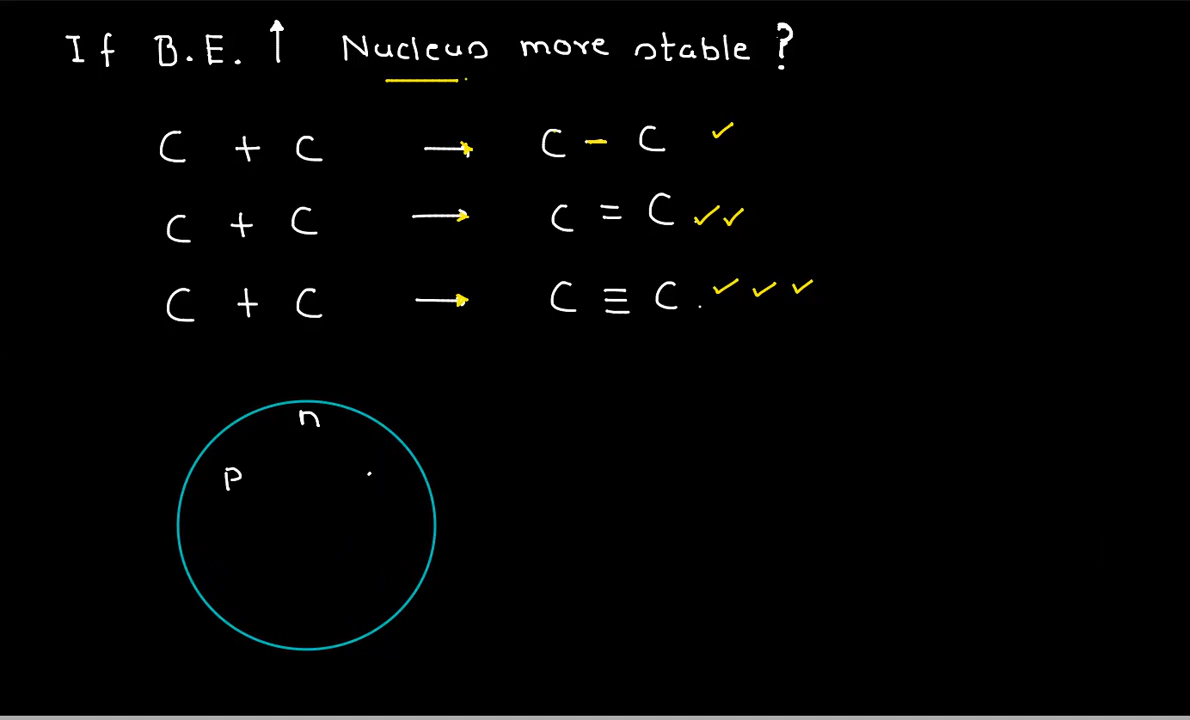 If B.E. ↑ Nucleus more stable ?
C + C → C - C ✓
C + C → C = C ✓✓
C + C → C ≡ C . ✓ ✓ ✓
n
P